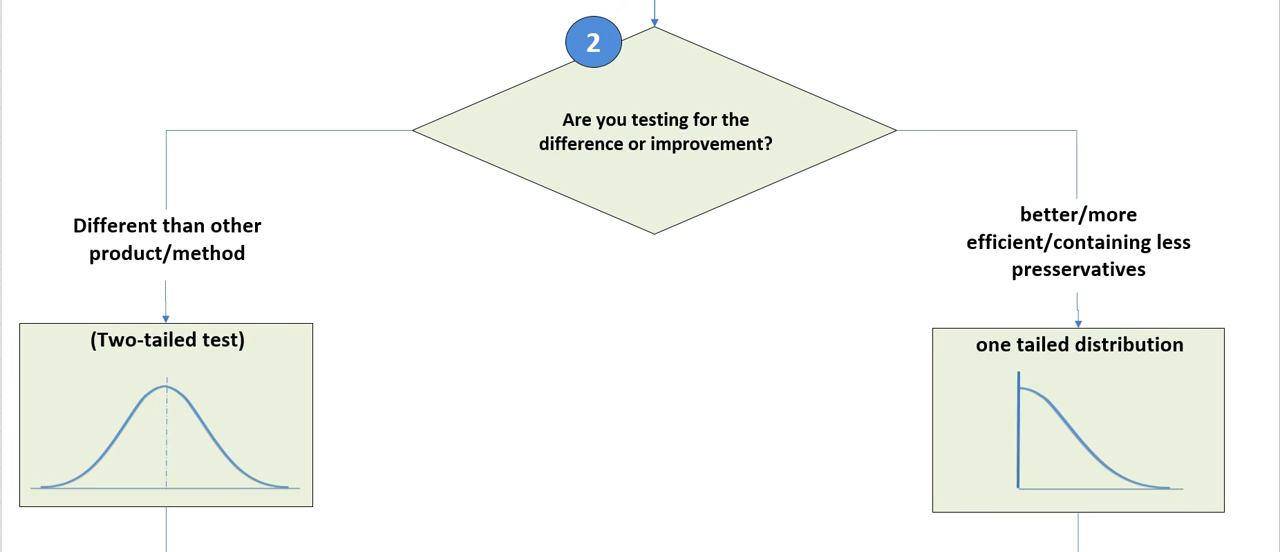 2
Are you testing for the
difference or improvement?
Different than other
product/method
better/more
efficient/containing less
presservatives
(Two-tailed test)
one tailed distribution